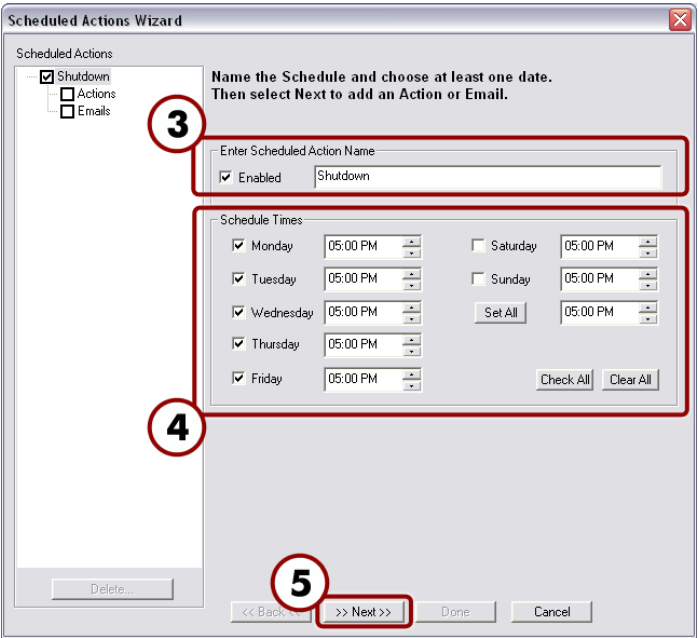 Scheduled Actions Wizard
Scheduled Actions
Shutdown
Actions
Emails
Name the Schedule and choose at least one date.
Then select Next to add an Action or Email.
3
Enter Scheduled Action Name
Enabled Shutdown
4
Schedule Times
Monday 05:00 PM Saturday 05:00 PM
Tuesday 05:00 PM Sunday 05:00 PM
Wednesday 05:00 PM Set All 05:00 PM
Thursday 05:00 PM
Friday 05:00 PM Check All Clear All
5
Delete...
<< Back << >> Next >> Done Cancel